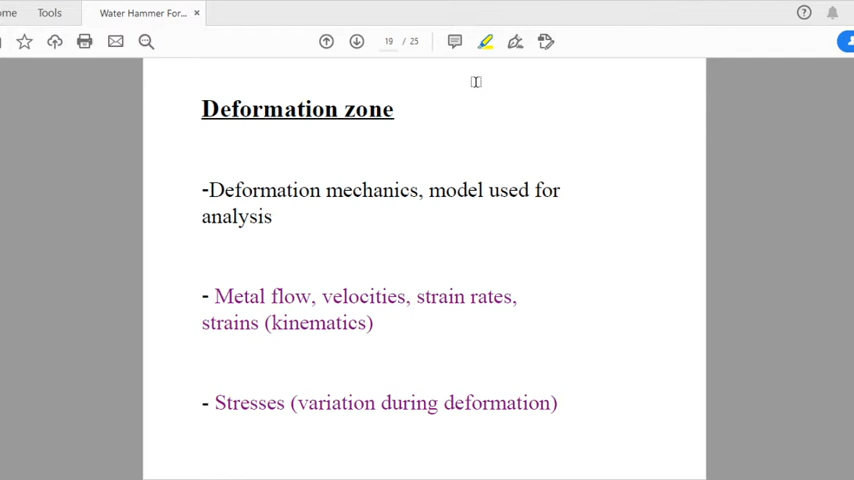 Tools
Water Hammer For...
19 / 25
Deformation zone
-Deformation mechanics, model used for
analysis
- Metal flow, velocities, strain rates,
strains (kinematics)
- Stresses (variation during deformation)